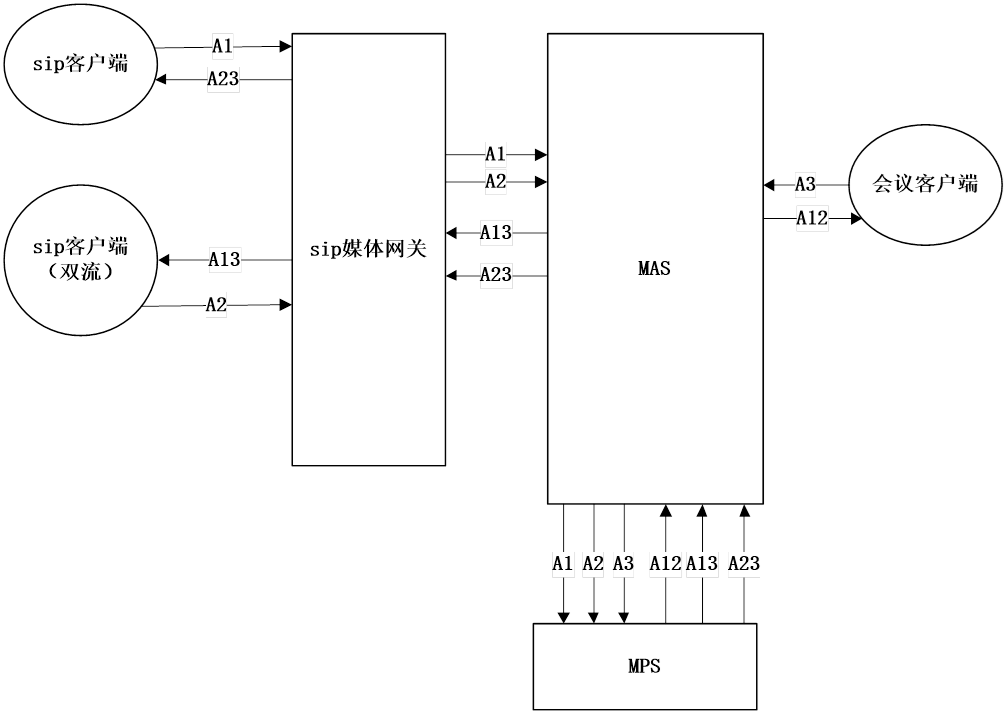 sip客户端
A1
A23
sip客户端
（双流）
A13
A2
sip媒体网关
A1
A2
A13
A23
MAS
A3
A12
会议客户端
A1
A2
A3
A12
A13
A23
MPS